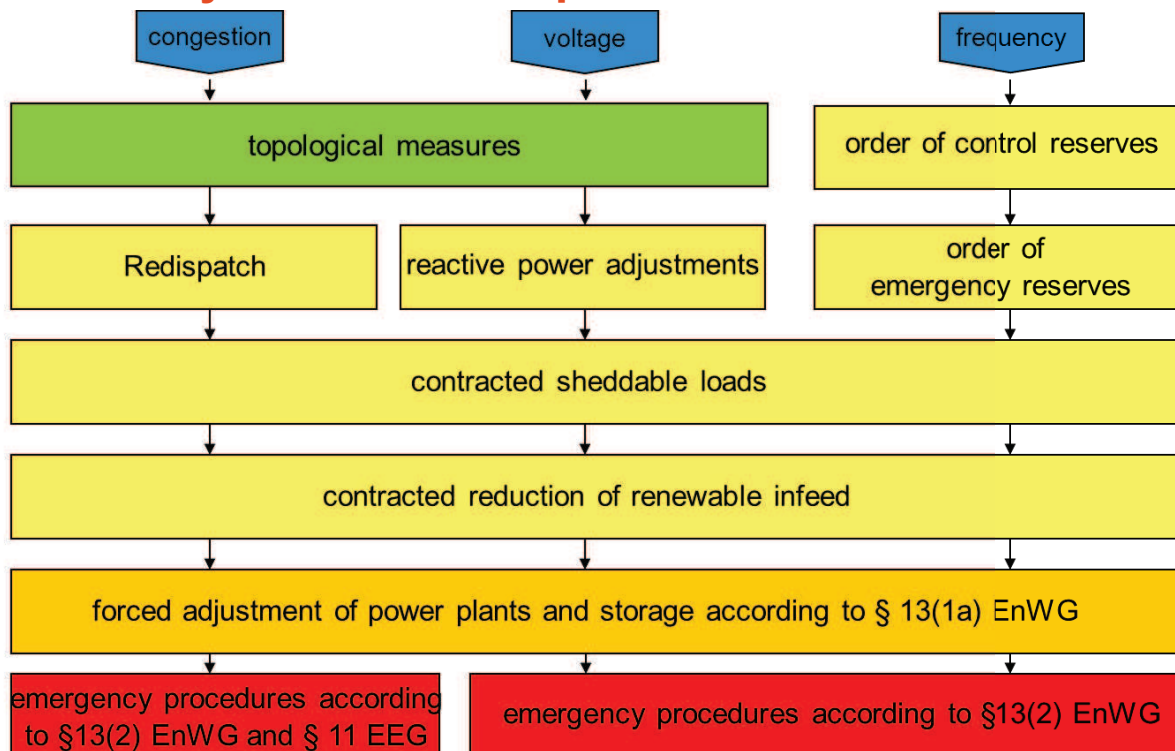 congestion
voltage
frequency
topological measures
order of control reserves
Redispatch
reactive power adjustments
order of
emergency reserves
contracted sheddable loads
contracted reduction of renewable infeed
forced adjustment of power plants and storage according to § 13(1a) EnWG
emergency procedures according
to §13(2) EnWG and § 11 EEG
emergency procedures according to §13(2) EnWG